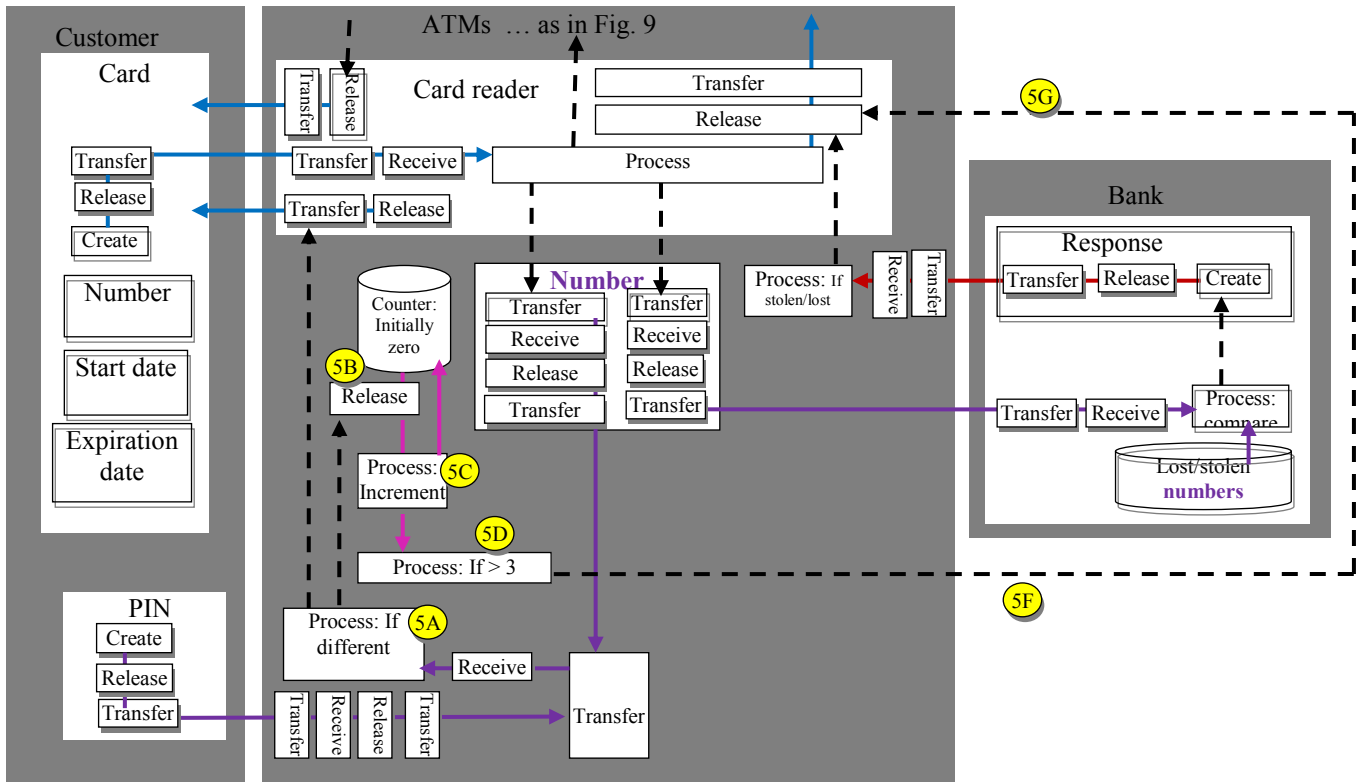 Customer
Card
Transfer
Release
Create
Number
Start date
Expiration
date
PIN
Create
Release
Transfer
ATMs … as in Fig. 9
Transfer
Release
Card reader
Transfer
Release
Transfer
Receive
Process
Transfer
Release
Counter:
Initially
zero
5B
Release
Process:
Increment
5C
5D
Process: If > 3
Process: If
different
5A
Receive
Transfer
Receive
Release
Transfer
Transfer
Number
Transfer
Receive
Release
Transfer
Transfer
Receive
Release
Transfer
Process: If
stolen/lost
Receive
Transfer
5G
5F
Bank
Response
Transfer
Release
Create
Transfer
Receive
Process:
compare
Lost/stolen
numbers